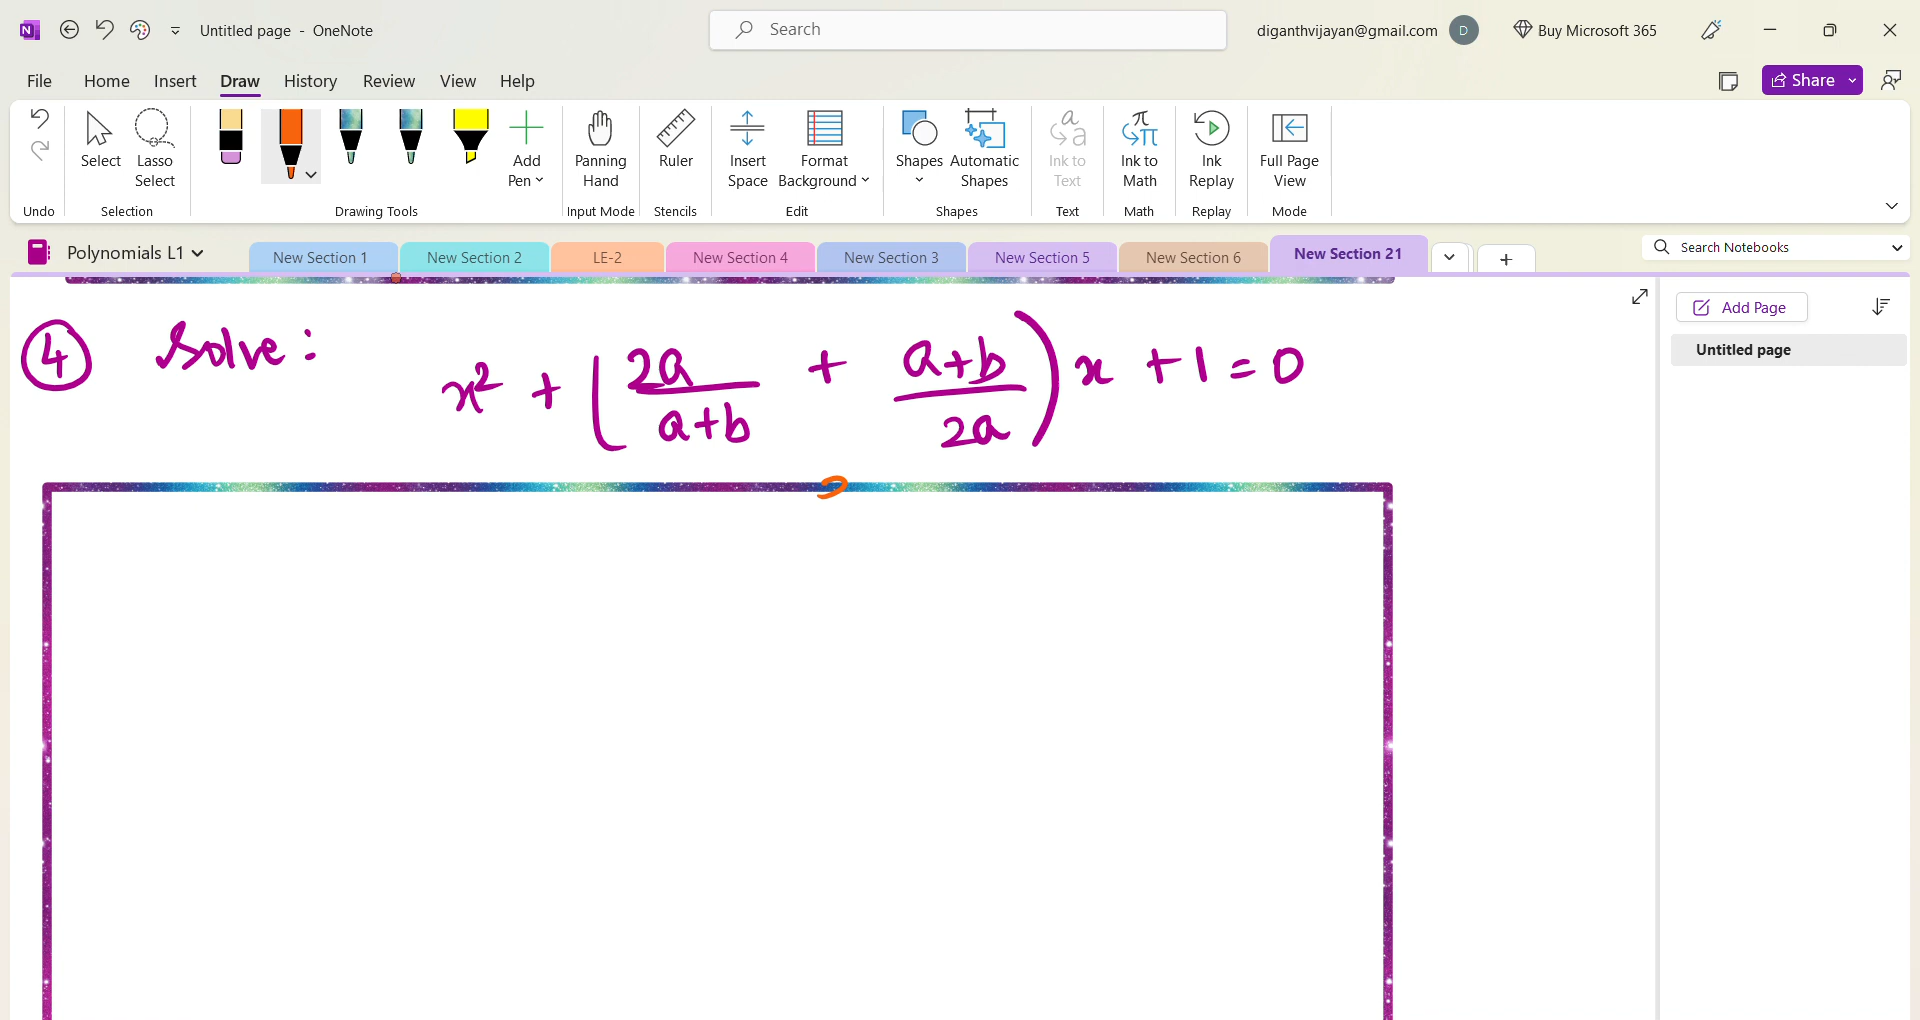 Untitled page - OneNote
Search
diganthvijayan@gmail.com
D
Buy Microsoft 365
File Home Insert Draw History Review View Help
Share
Select
Lasso Select
Add Pen
Panning Hand
Ruler
Insert Space
Format Background
Shapes
Automatic Shapes
Ink to Text
Ink to Math
Ink Replay
Full Page View
Undo Selection Drawing Tools Input Mode Stencils Edit Shapes Text Math Replay Mode
Polynomials L1
New Section 1 New Section 2 LE-2 New Section 4 New Section 3 New Section 5 New Section 6 New Section 21
Search Notebooks
Add Page
Untitled page
4 Solve:
x² + (2a/a+b + a+b/2a) x + 1 = 0